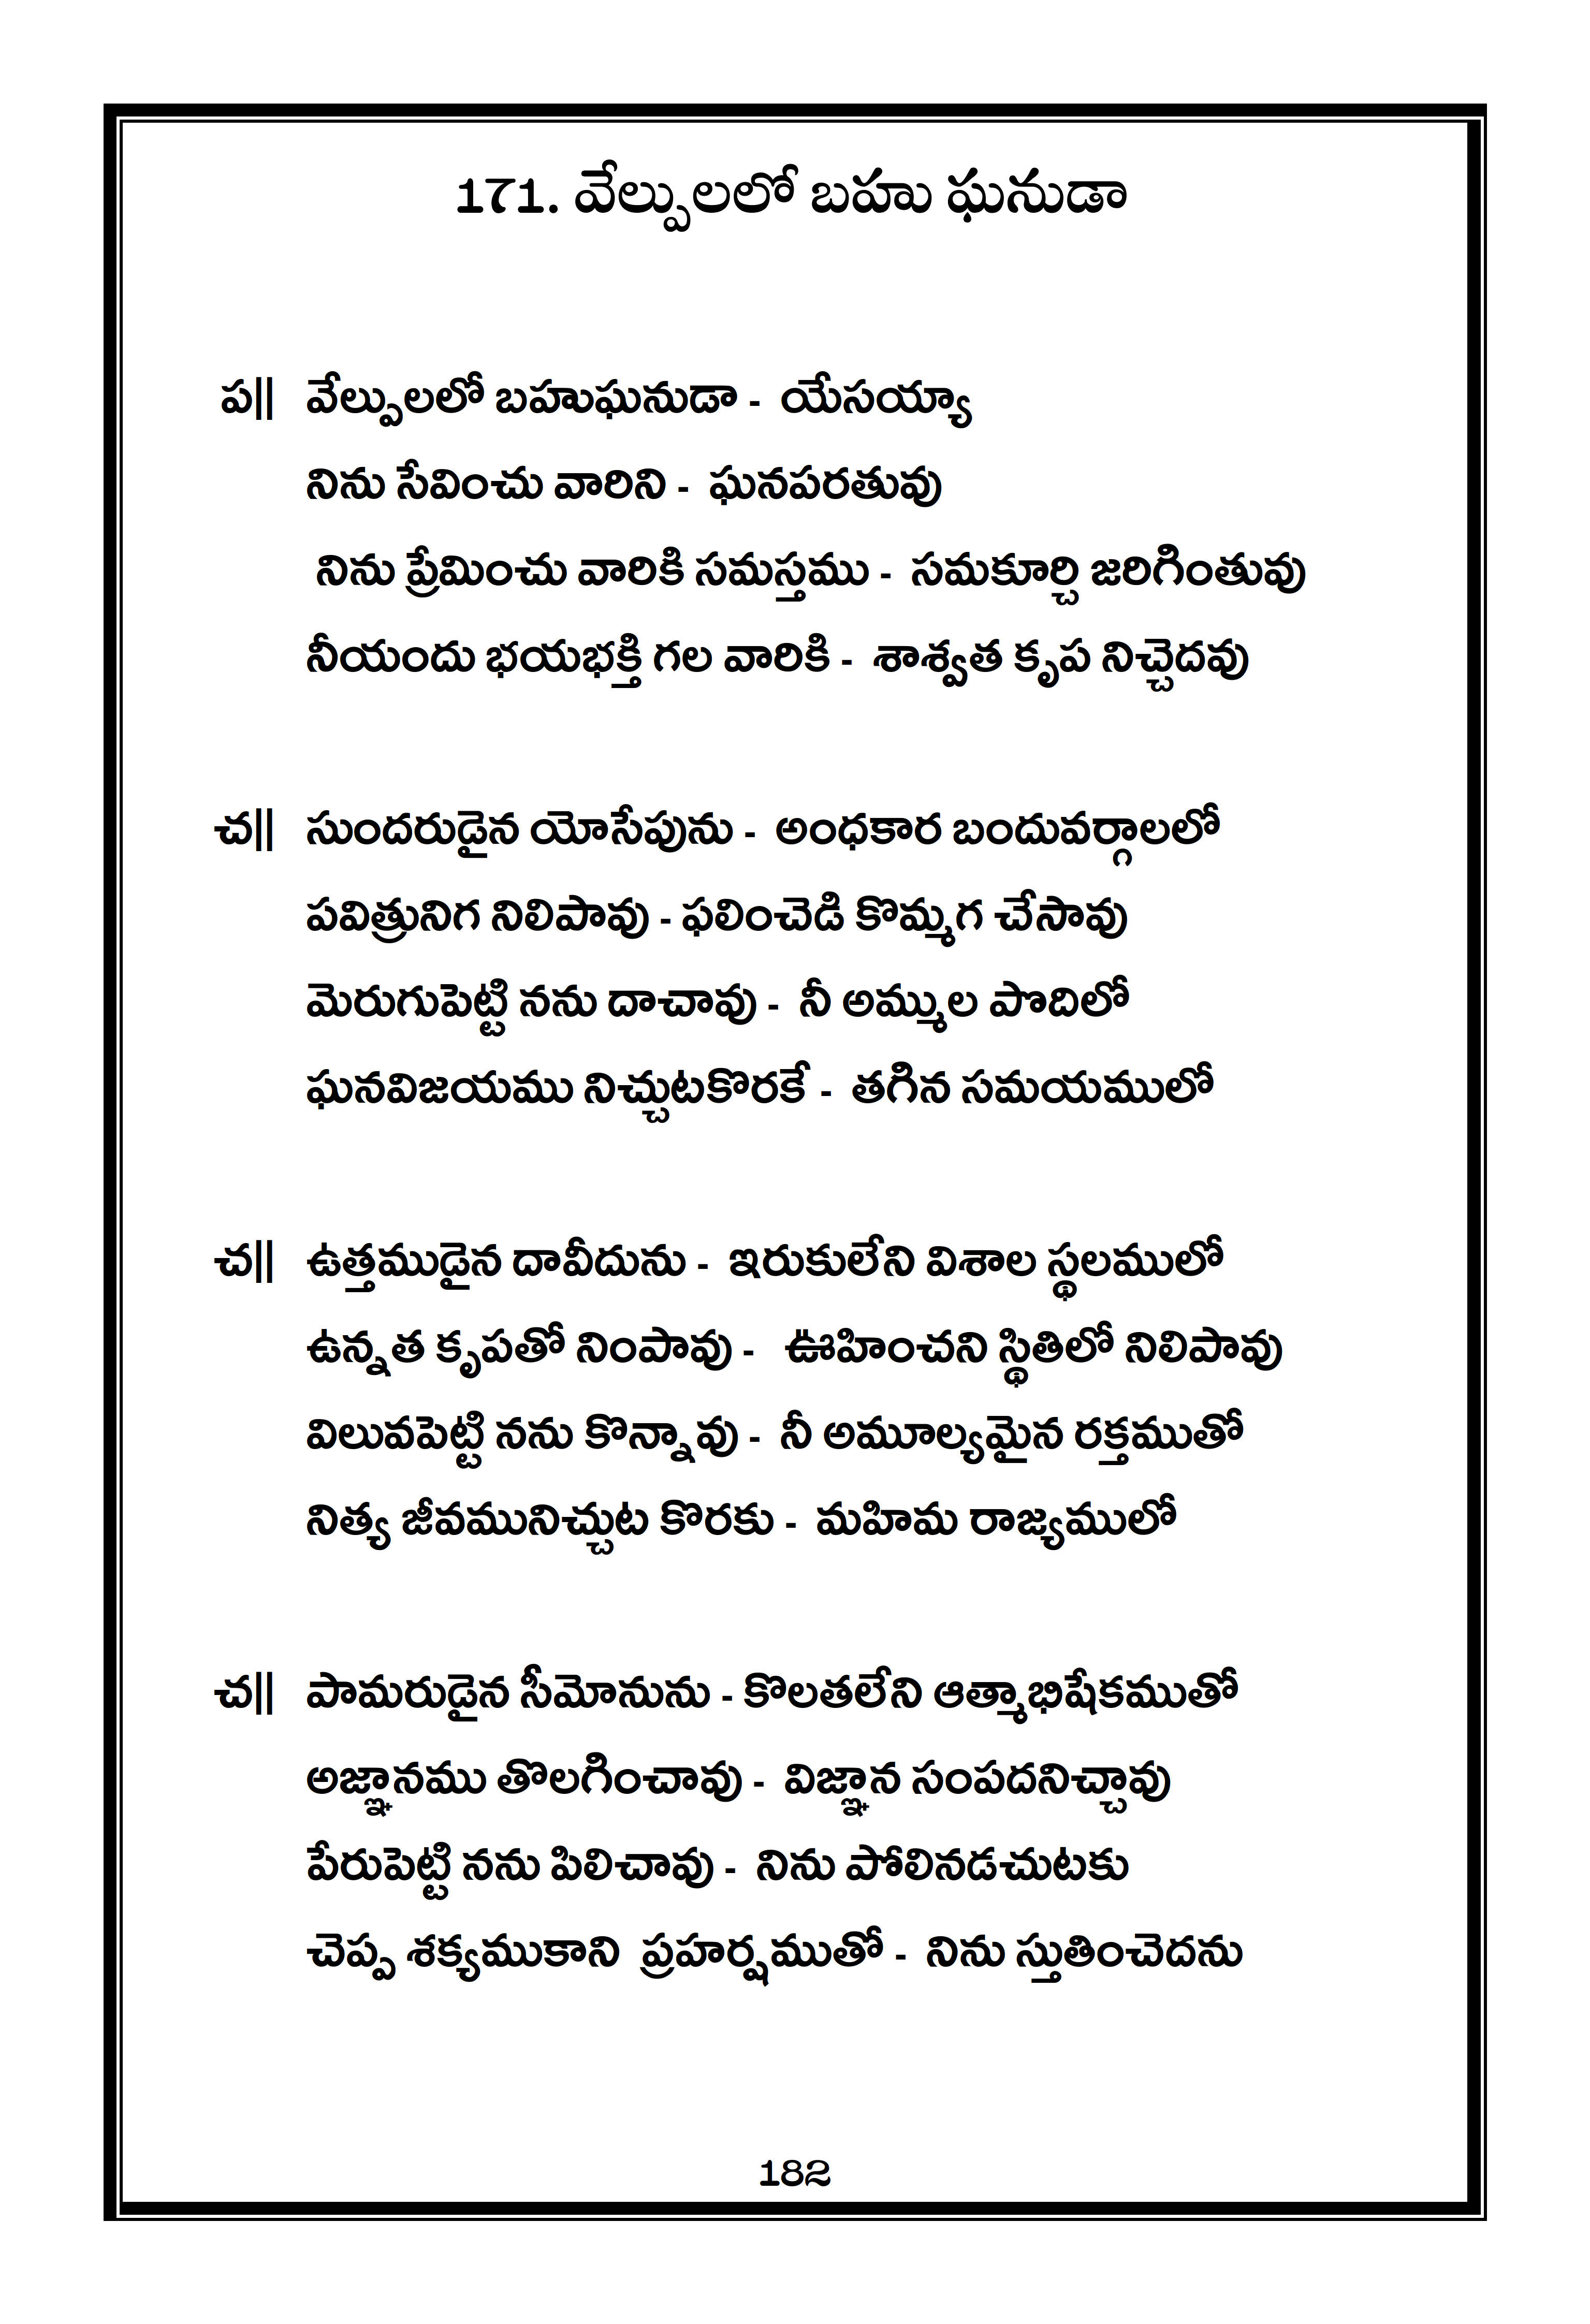 171. వేల్పులలో బహు ఘనుడా
ప|| వేల్పులలో బహుఘనుడా - యేసయ్యా
నిను సేవించు వారిని - ఘనపరతువు
నిను ప్రేమించు వారికి సమస్తము - సమకూర్చి జరిగింతువు
నీయందు భయభక్తి గల వారికి - శాశ్వత కృప నిచ్చెదవు
చ|| సుందరుడైన యోసేపును - అంధకార బందువర్గాలలో
పవిత్రునిగ నిలిపావు - ఫలించెడి కొమ్మగ చేసావు
మెరుగుపెట్టి నను దాచావు - నీ అమ్ముల పొదిలో
ఘనవిజయము నిచ్చుటకొరకే - తగిన సమయములో
చ|| ఉత్తముడైన దావీదును - ఇరుకులేని విశాల స్థలములో
ఉన్నత కృపతో నింపావు - ఊహించని స్థితిలో నిలిపావు
విలువపెట్టి నను కొన్నావు - నీ అమూల్యమైన రక్తముతో
నిత్య జీవమునిచ్చుట కొరకు - మహిమ రాజ్యములో
చ|| పామరుడైన సీమోనును - కొలతలేని ఆత్మాభిషేకముతో
అజ్ఞానము తొలగించావు - విజ్ఞాన సంపదనిచ్చావు
పేరుపెట్టి నను పిలిచావు - నిను పోలినడచుటకు
చెప్ప శక్యముకాని ప్రహర్షముతో - నిను స్తుతించెదను
182